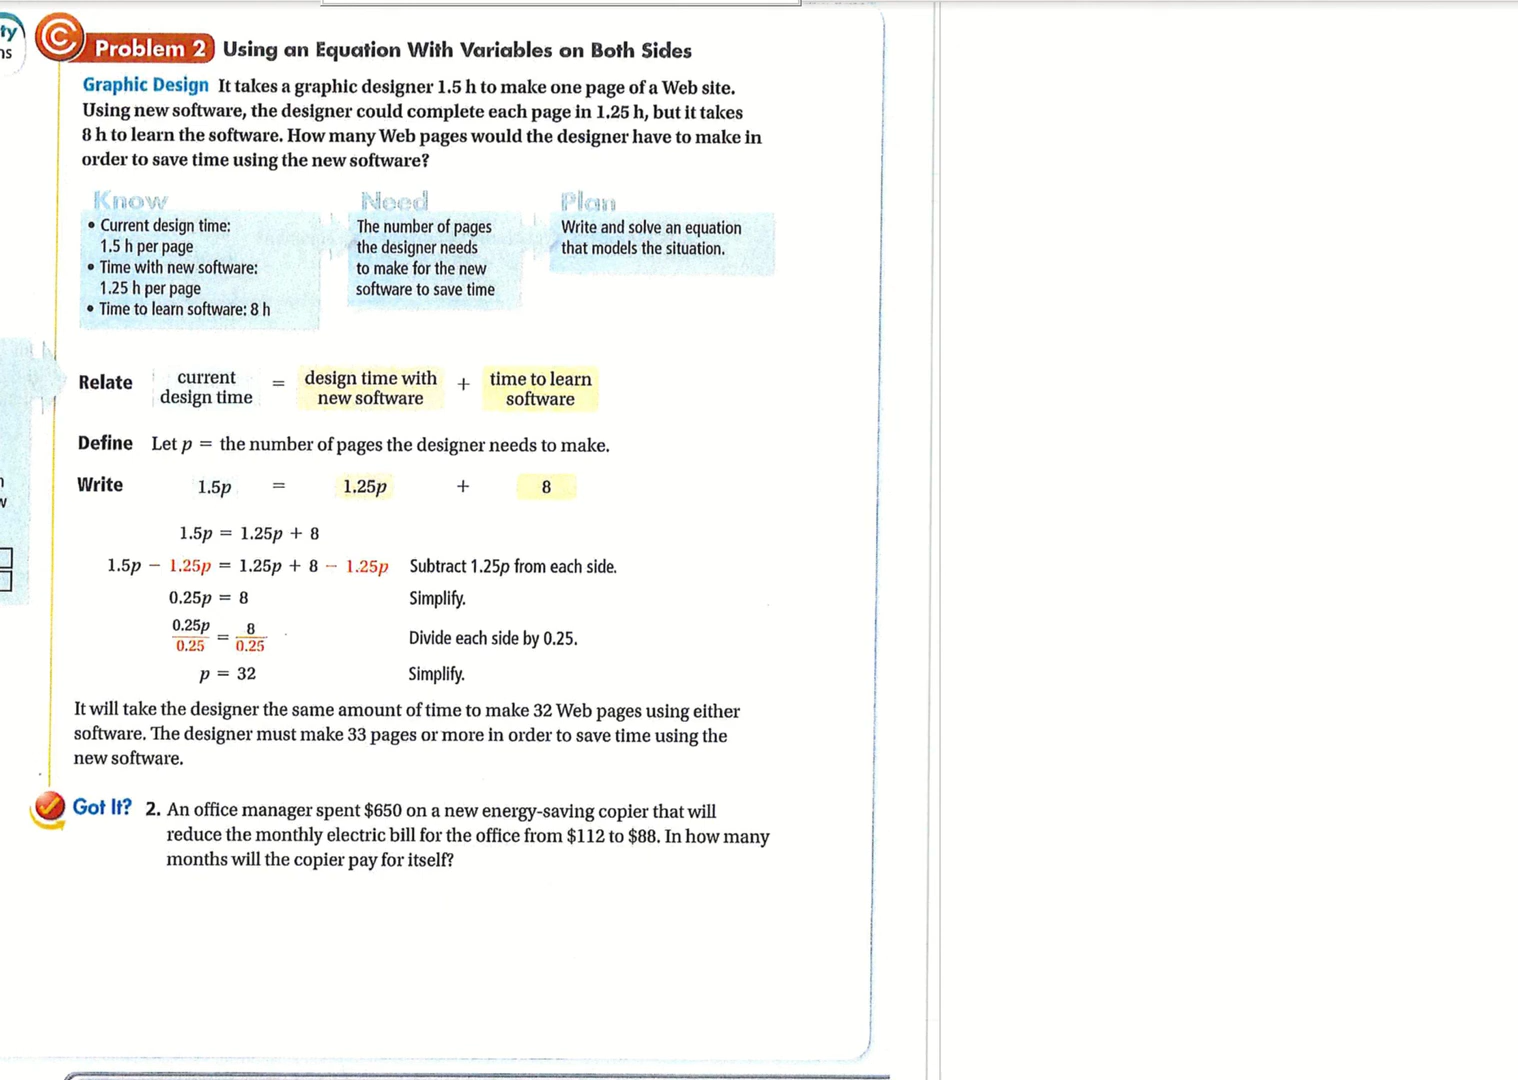 ty
ns
© Problem 2 Using an Equation With Variables on Both Sides
Graphic Design It takes a graphic designer 1.5 h to make one page of a Web site.
Using new software, the designer could complete each page in 1.25 h, but it takes
8 h to learn the software. How many Web pages would the designer have to make in
order to save time using the new software?
Know Need Plan
• Current design time:
1.5 h per page
• Time with new software:
1.25 h per page
• Time to learn software: 8 h
The number of pages
the designer needs
to make for the new
software to save time
Write and solve an equation
that models the situation.
Relate current design time = design time with new software + time to learn software
Define Let p = the number of pages the designer needs to make.
Write 1.5p = 1.25p + 8
1.5p = 1.25p + 8
1.5p − 1.25p = 1.25p + 8 − 1.25p Subtract 1.25p from each side.
0.25p = 8 Simplify.
0.25p/0.25 = 8/0.25 Divide each side by 0.25.
p = 32 Simplify.
It will take the designer the same amount of time to make 32 Web pages using either
software. The designer must make 33 pages or more in order to save time using the
new software.
Got It? 2. An office manager spent $650 on a new energy-saving copier that will
reduce the monthly electric bill for the office from $112 to $88. In how many
months will the copier pay for itself?